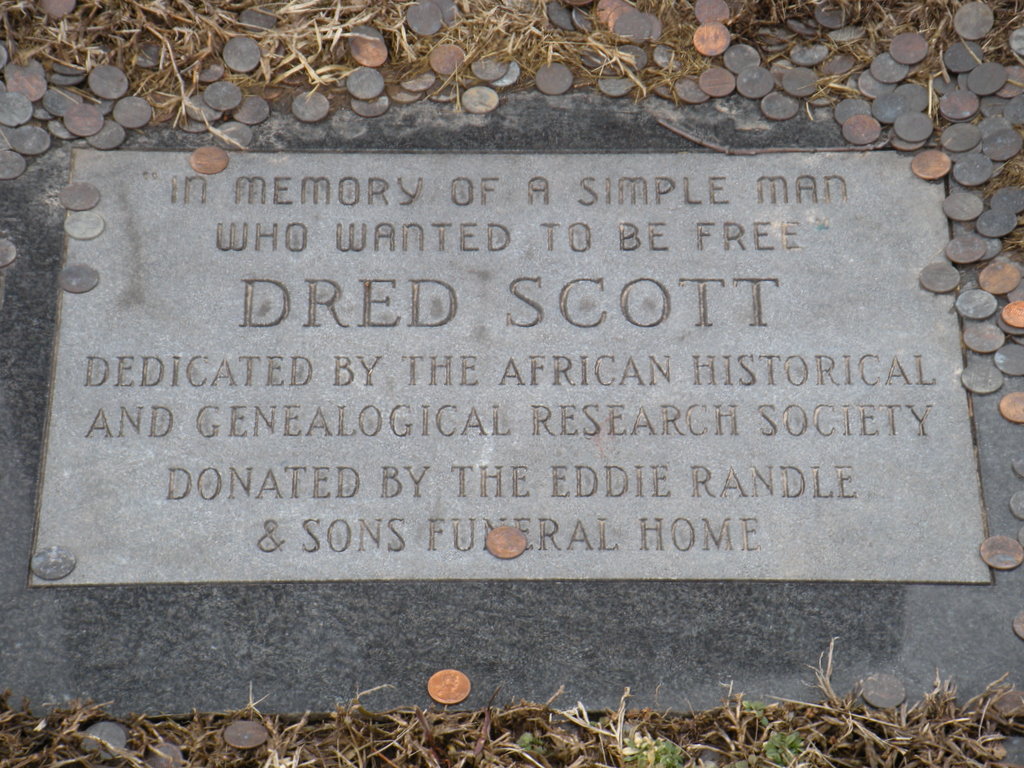 "IN MEMORY OF A SIMPLE MAN
WHO WANTED TO BE FREE"
DRED SCOTT
DEDICATED BY THE AFRICAN HISTORICAL
AND GENEALOGICAL RESEARCH SOCIETY
DONATED BY THE EDDIE RANDLE
& SONS FUNERAL HOME